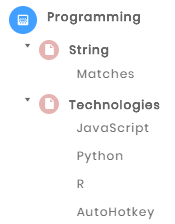 Programming
String
Matches
Technologies
JavaScript
Python
R
AutoHotkey